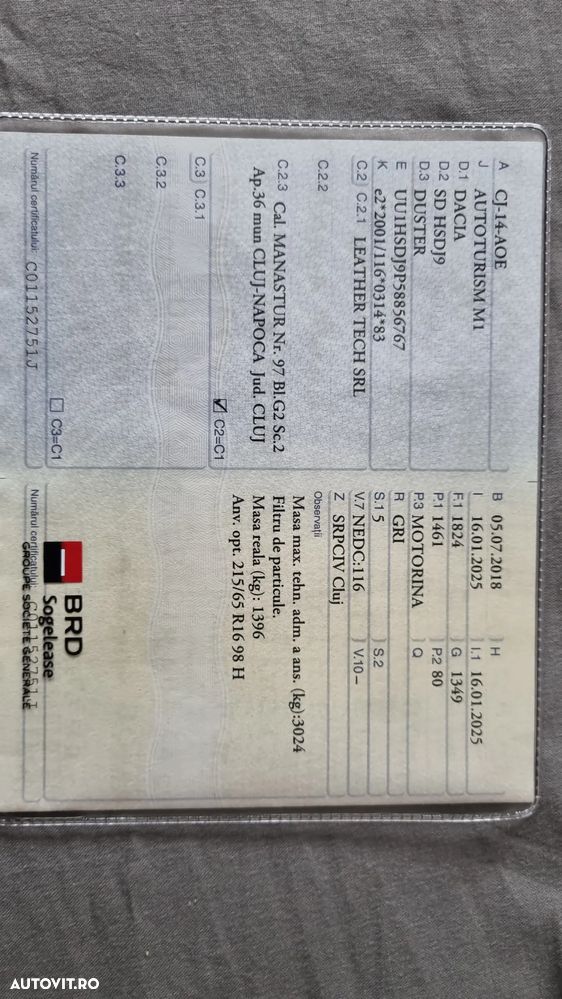 A CJ-14-AOE
J AUTOTURISM M1
D.1 DACIA
D.2 SD HSDJ9
D.3 DUSTER
E UU1HSDJ9P58856767
K e2*2001/116*0314*83
C.2 C.2.1 LEATHER TECH SRL
C.2.2
C.2.3 Cal. MANASTUR Nr. 97 Bl.G2 Sc.2
Ap.36 mun CLUJ-NAPOCA Jud. CLUJ
C2=C1
C.3 C.3.1
C.3.2
C.3.3
C3=C1
Numărul certificatului: C01152751J
B 05.07.2018 H
I 16.01.2025 I.1 16.01.2025
F.1 1824 G 1349
P.1 1461 P.2 80
P.3 MOTORINA Q
R GRI
S.1 5 S.2
V.7 NEDC:116 V.10 –
Z SRPCIV Cluj
Observații
Masa max. tehn. adm. a ans. (kg):3024
Filtru de particule.
Masa reala (kg): 1396
Anv. opt. 215/65 R16 98 H
BRD
Sogelease
GROUPE SOCIETE GENERALE
Numărul certificatului: C01152751J
AUTOVIT.RO